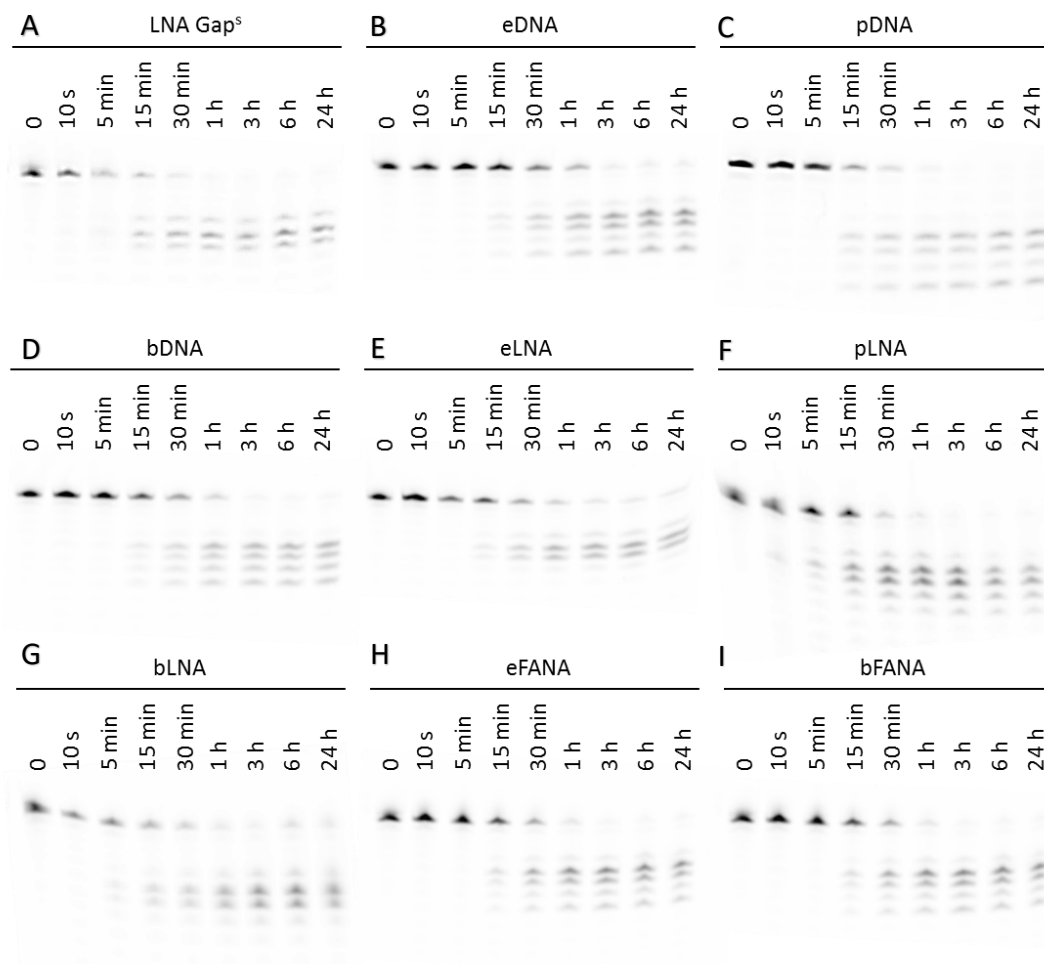 A LNA Gapˢ
0 10 s 5 min 15 min 30 min 1 h 3 h 6 h 24 h
B eDNA
0 10 s 5 min 15 min 30 min 1 h 3 h 6 h 24 h
C pDNA
0 10 s 5 min 15 min 30 min 1 h 3 h 6 h 24 h
D bDNA
0 10 s 5 min 15 min 30 min 1 h 3 h 6 h 24 h
E eLNA
0 10 s 5 min 15 min 30 min 1 h 3 h 6 h 24 h
F pLNA
0 10 s 5 min 15 min 30 min 1 h 3 h 6 h 24 h
G bLNA
0 10 s 5 min 15 min 30 min 1 h 3 h 6 h 24 h
H eFANA
0 10 s 5 min 15 min 30 min 1 h 3 h 6 h 24 h
I bFANA
0 10 s 5 min 15 min 30 min 1 h 3 h 6 h 24 h